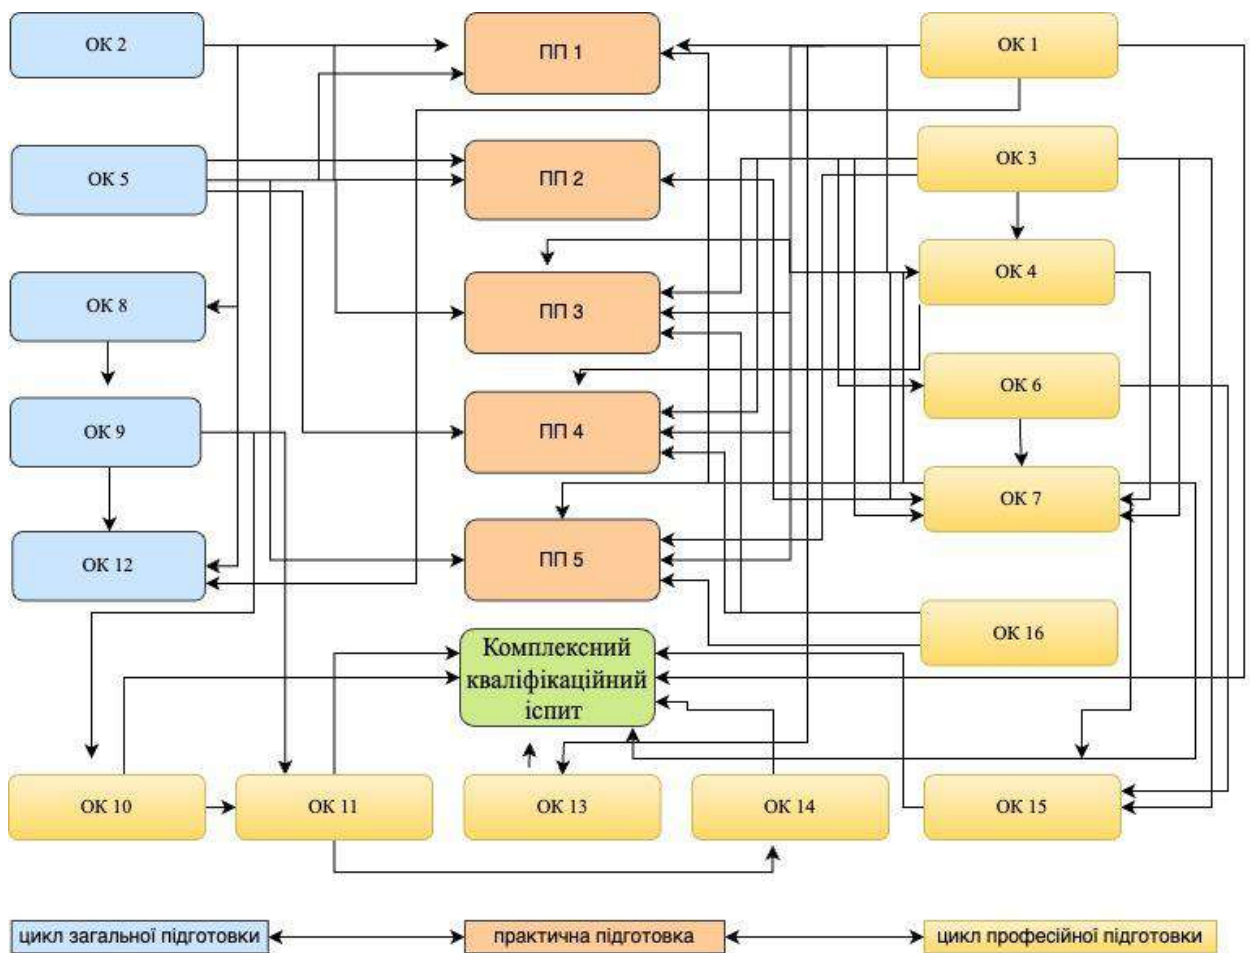 ОК 2
ПП 1
ОК 1
ОК 3
ОК 5
ПП 2
ОК 4
ОК 8
ПП 3
ОК 6
ОК 9
ПП 4
ОК 7
ОК 12
ПП 5
ОК 16
Комплексний
кваліфікаційний
іспит
ОК 10
ОК 11
ОК 13
ОК 14
ОК 15
цикл загальної підготовки
практична підготовка
цикл професійної підготовки